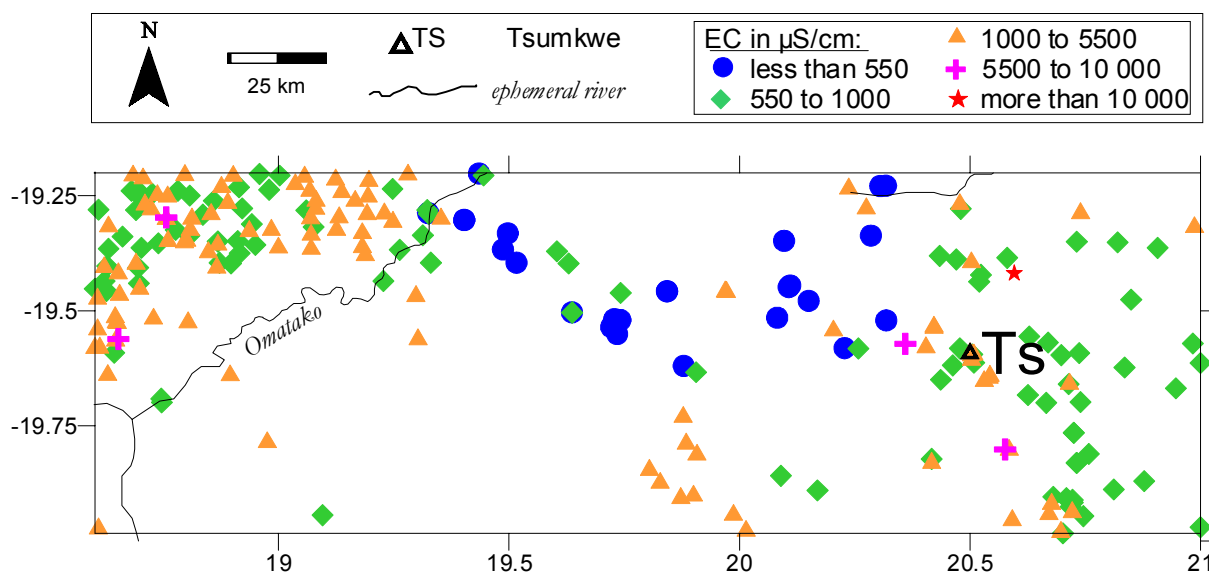 N
25 km
TS Tsumkwe
ephemeral river
EC in µS/cm:
less than 550
550 to 1000
1000 to 5500
5500 to 10 000
more than 10 000
-19.25
-19.5
-19.75
Omatako
Ts
19
19.5
20
20.5
21